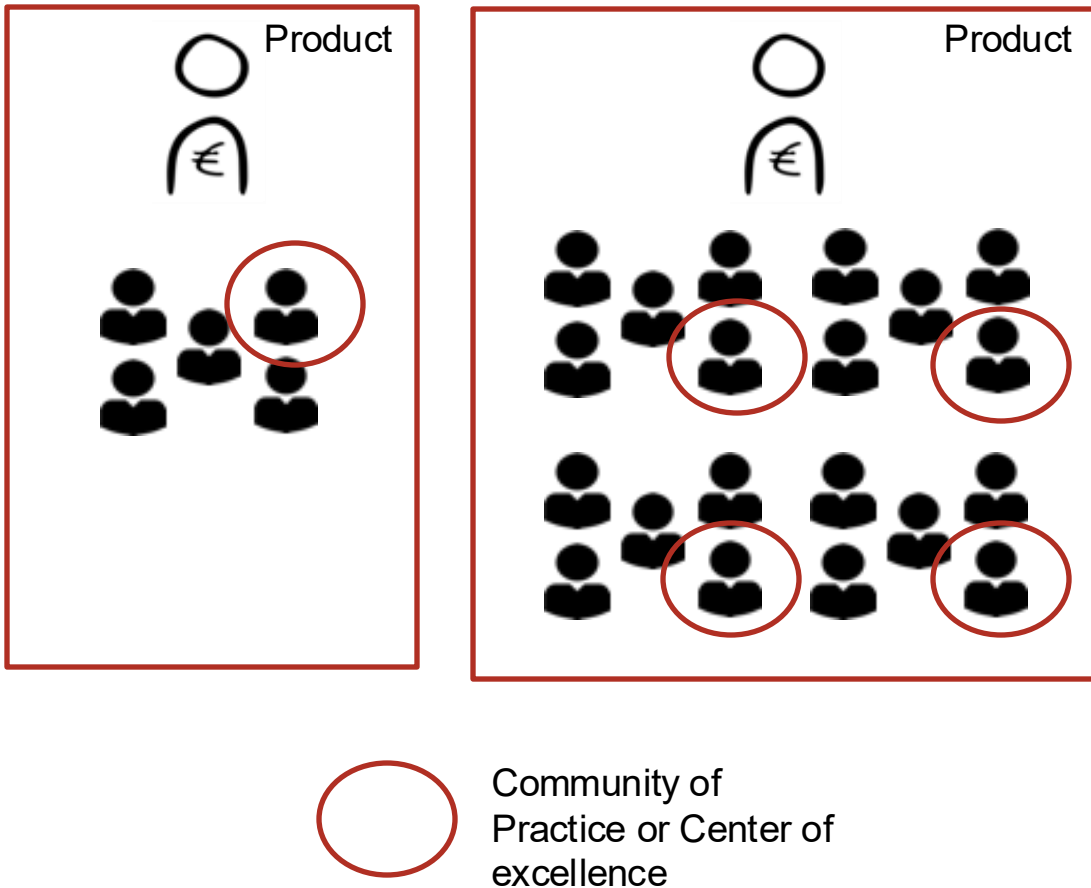 Product
€
Product
€
Community of
Practice or Center of
excellence